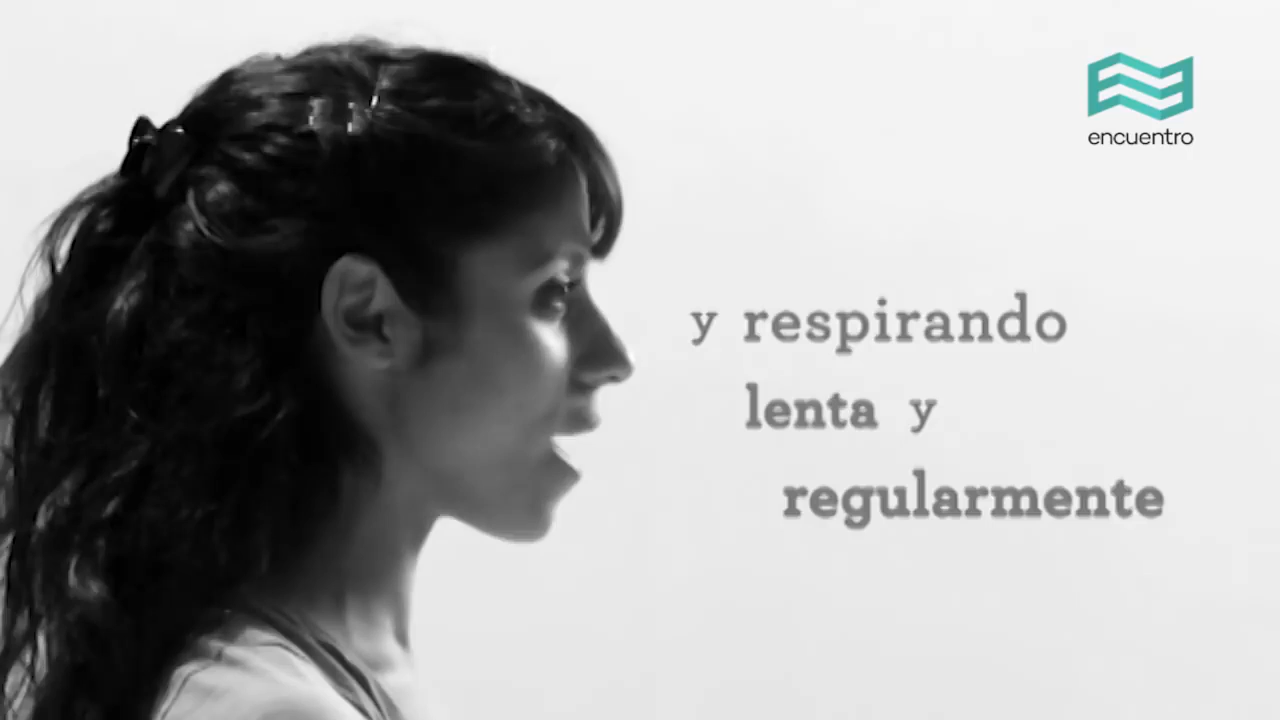 encuentro
y respirando
lenta y
regularmente